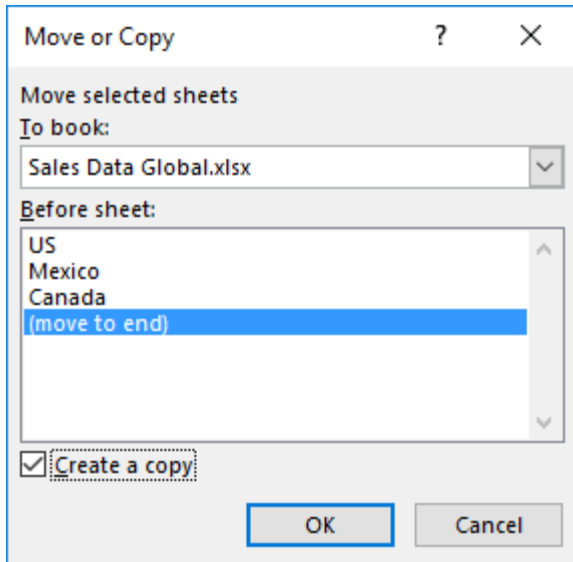 Move or Copy ?
Move selected sheets
To book:
Sales Data Global.xlsx
Before sheet:
US
Mexico
Canada
(move to end)
Create a copy
OK Cancel